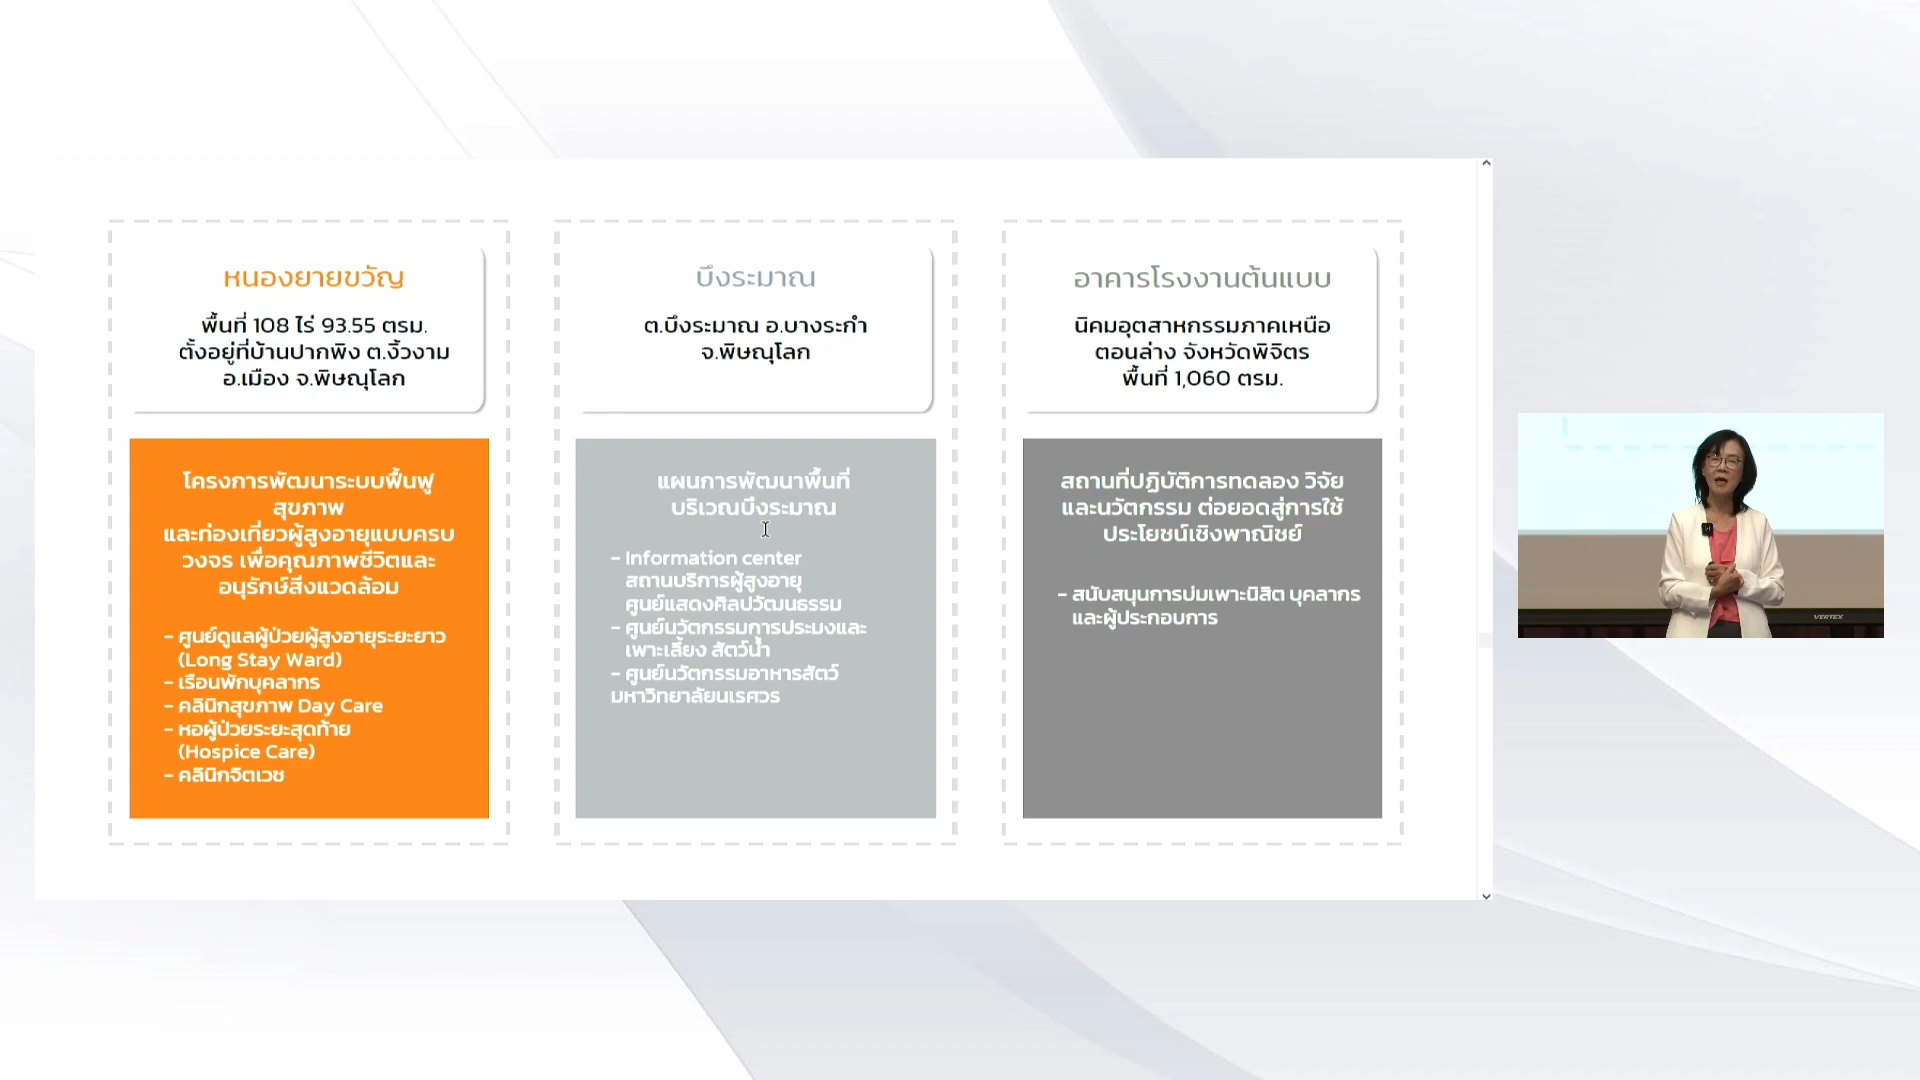 หนองยายขวัญ
พื้นที่ 108 ไร่ 93.55 ตรม.
ตั้งอยู่ที่บ้านปากพิง ต.งิ้วงาม
อ.เมือง จ.พิษณุโลก
โครงการพัฒนาระบบฟื้นฟู
สุขภาพ
และท่องเที่ยวผู้สูงอายุแบบครบ
วงจร เพื่อคุณภาพชีวิตและ
อนุรักษ์สิ่งแวดล้อม
- ศูนย์ดูแลผู้ป่วยผู้สูงอายุระยะยาว
(Long Stay Ward)
- เรือนพักบุคลากร
- คลินิกสุขภาพ Day Care
- หอผู้ป่วยระยะสุดท้าย
(Hospice Care)
- คลินิกจิตเวช
บึงระมาณ
ต.บึงระมาณ อ.บางระกำ
จ.พิษณุโลก
แผนการพัฒนาพื้นที่
บริเวณบึงระมาณ
- Information center
สถานบริการผู้สูงอายุ
ศูนย์แสดงศิลปวัฒนธรรม
- ศูนย์นวัตกรรมการประมงและ
เพาะเลี้ยง สัตว์น้ำ
- ศูนย์นวัตกรรมอาหารสัตว์
มหาวิทยาลัยนเรศวร
อาคารโรงงานต้นแบบ
นิคมอุตสาหกรรมภาคเหนือ
ตอนล่าง จังหวัดพิจิตร
พื้นที่ 1,060 ตรม.
สถานที่ปฏิบัติการทดลอง วิจัย
และนวัตกรรม ต่อยอดสู่การใช้
ประโยชน์เชิงพาณิชย์
- สนับสนุนการบ่มเพาะนิสิต บุคลากร
และผู้ประกอบการ
VERTEX